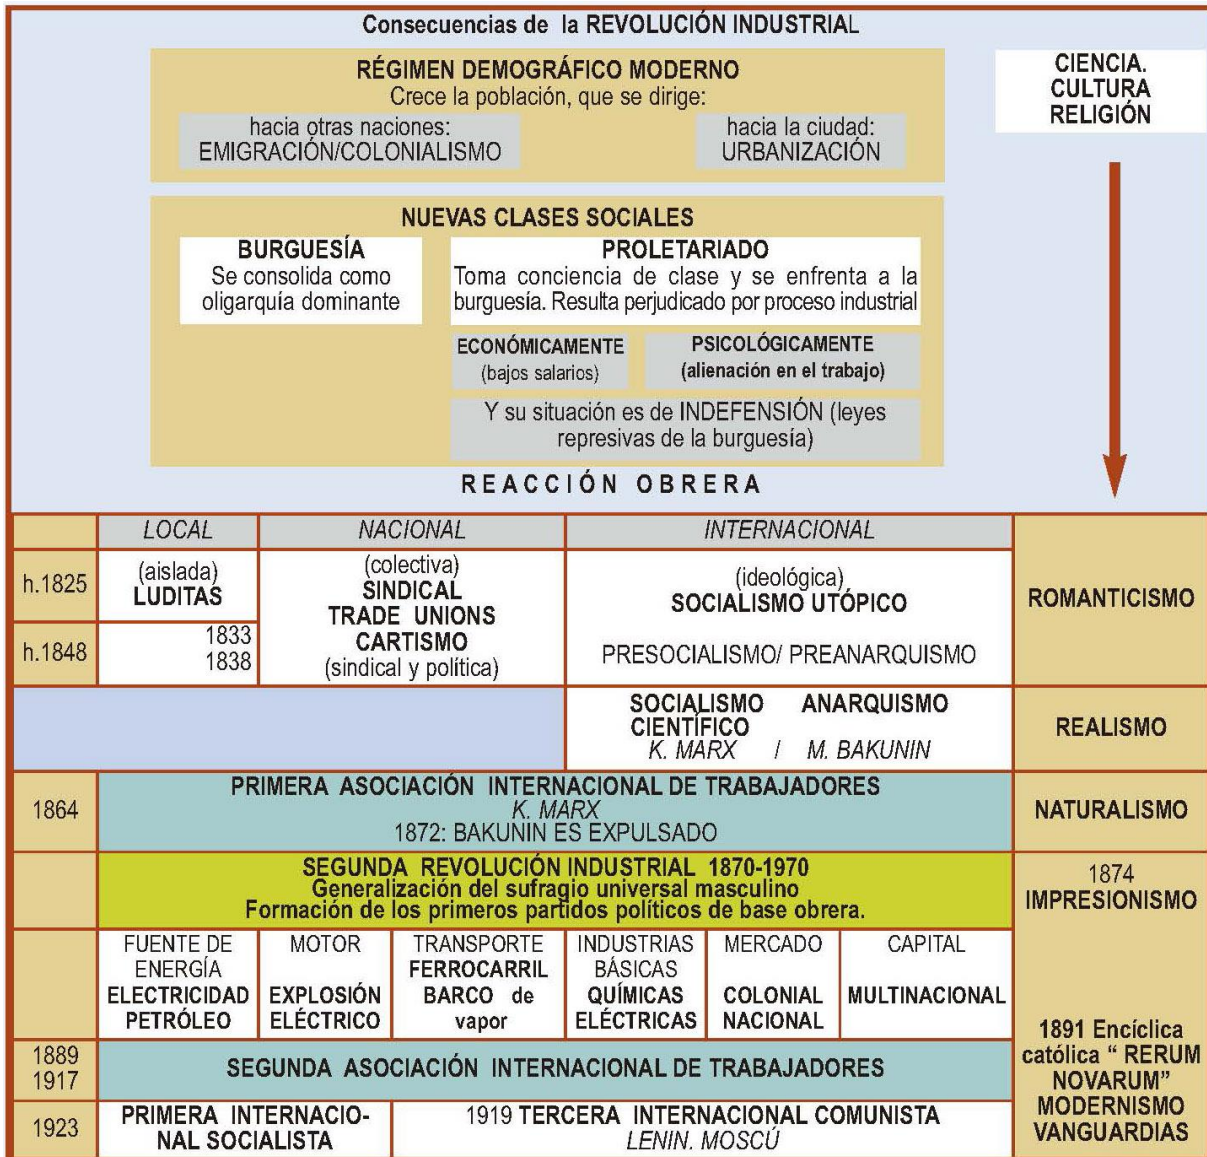 Consecuencias de la REVOLUCIÓN INDUSTRIAL
RÉGIMEN DEMOGRÁFICO MODERNO
Crece la población, que se dirige:
hacia otras naciones:
EMIGRACIÓN/COLONIALISMO
hacia la ciudad:
URBANIZACIÓN
CIENCIA.
CULTURA
RELIGIÓN
NUEVAS CLASES SOCIALES
BURGUESÍA
Se consolida como
oligarquía dominante
PROLETARIADO
Toma conciencia de clase y se enfrenta a la
burguesía. Resulta perjudicado por proceso industrial
ECONÓMICAMENTE
(bajos salarios)
PSICOLÓGICAMENTE
(alienación en el trabajo)
Y su situación es de INDEFENSIÓN (leyes
represivas de la burguesía)
REACCIÓN OBRERA
LOCAL
NACIONAL
INTERNACIONAL
h.1825
(aislada)
LUDITAS
(colectiva)
SINDICAL
TRADE UNIONS
CARTISMO
(sindical y política)
(ideológica)
SOCIALISMO UTÓPICO
PRESOCIALISMO/ PREANARQUISMO
ROMANTICISMO
h.1848
1833
1838
SOCIALISMO ANARQUISMO
CIENTÍFICO
K. MARX / M. BAKUNIN
REALISMO
1864
PRIMERA ASOCIACIÓN INTERNACIONAL DE TRABAJADORES
K. MARX
1872: BAKUNIN ES EXPULSADO
NATURALISMO
SEGUNDA REVOLUCIÓN INDUSTRIAL 1870-1970
Generalización del sufragio universal masculino
Formación de los primeros partidos políticos de base obrera.
1874
IMPRESIONISMO
FUENTE DE
ENERGÍA
ELECTRICIDAD
PETRÓLEO
MOTOR
EXPLOSIÓN
ELÉCTRICO
TRANSPORTE
FERROCARRIL
BARCO de
vapor
INDUSTRIAS
BÁSICAS
QUÍMICAS
ELÉCTRICAS
MERCADO
COLONIAL
NACIONAL
CAPITAL
MULTINACIONAL
1891 Encíclica
católica “ RERUM
NOVARUM”
MODERNISMO
VANGUARDIAS
1889
1917
SEGUNDA ASOCIACIÓN INTERNACIONAL DE TRABAJADORES
1923
PRIMERA INTERNACIO-
NAL SOCIALISTA
1919 TERCERA INTERNACIONAL COMUNISTA
LENIN. MOSCÚ